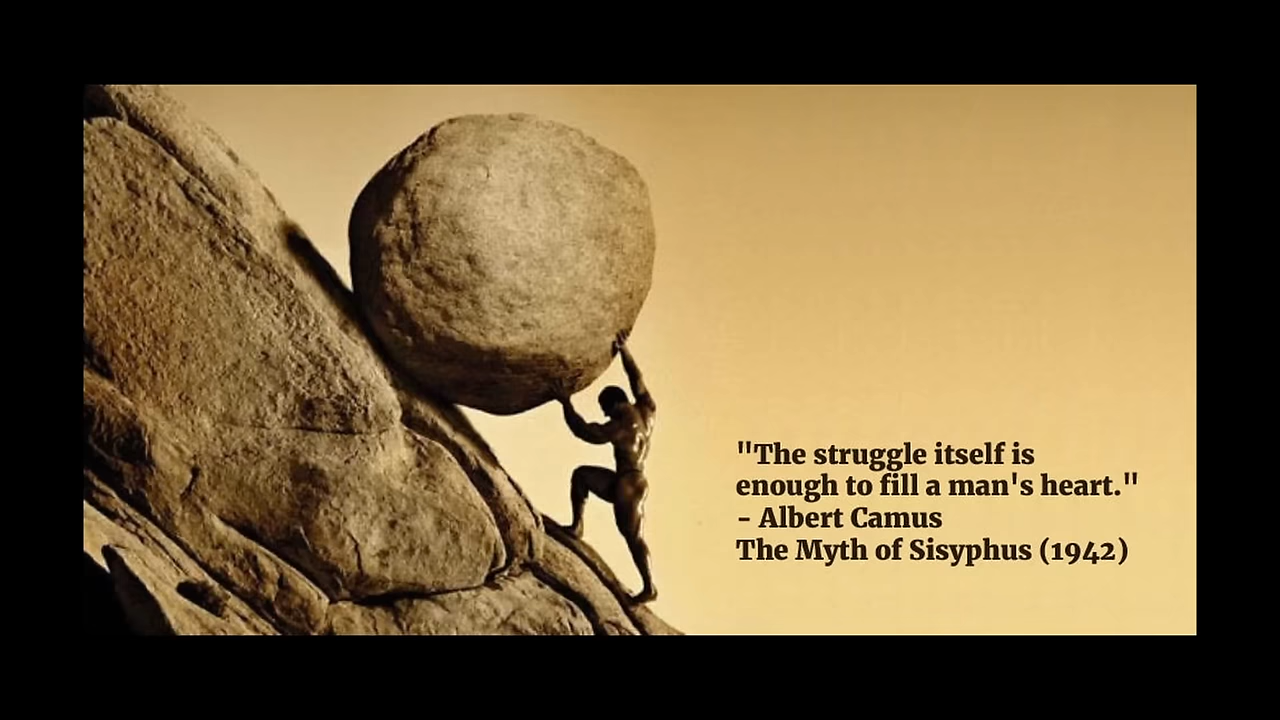 "The struggle itself is
enough to fill a man's heart."
- Albert Camus
The Myth of Sisyphus (1942)